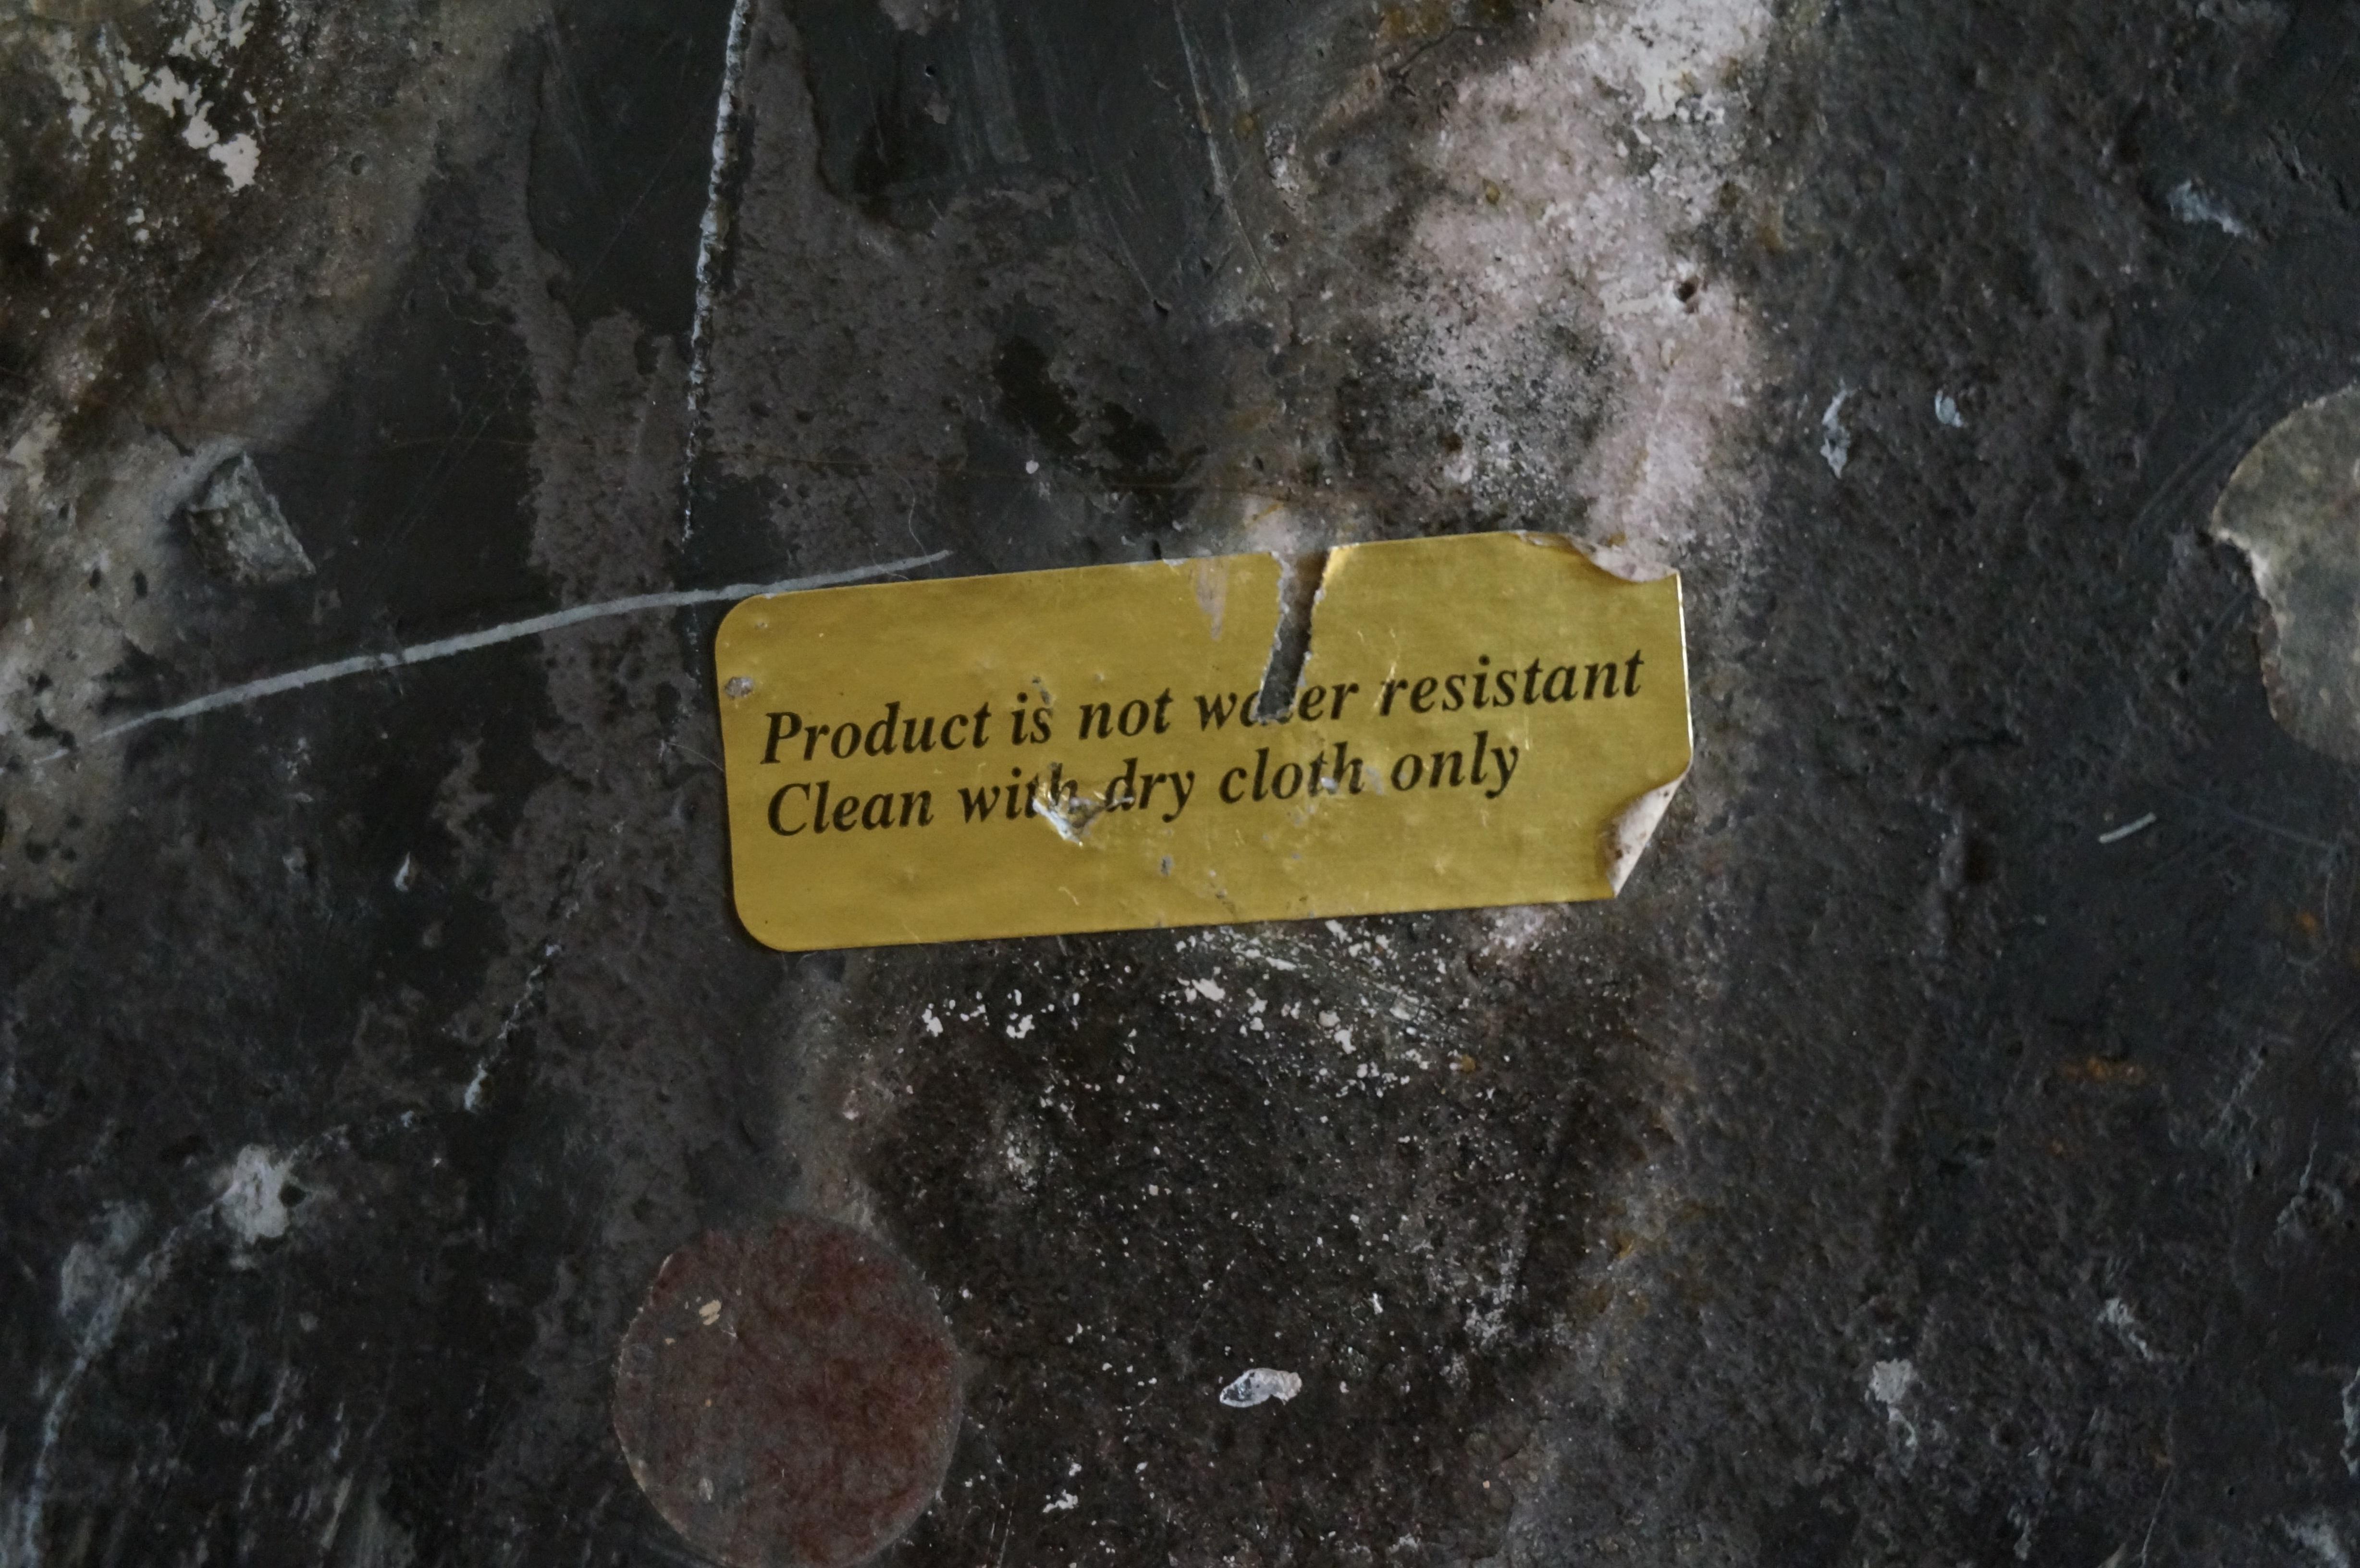 Product is not water resistant
Clean with dry cloth only